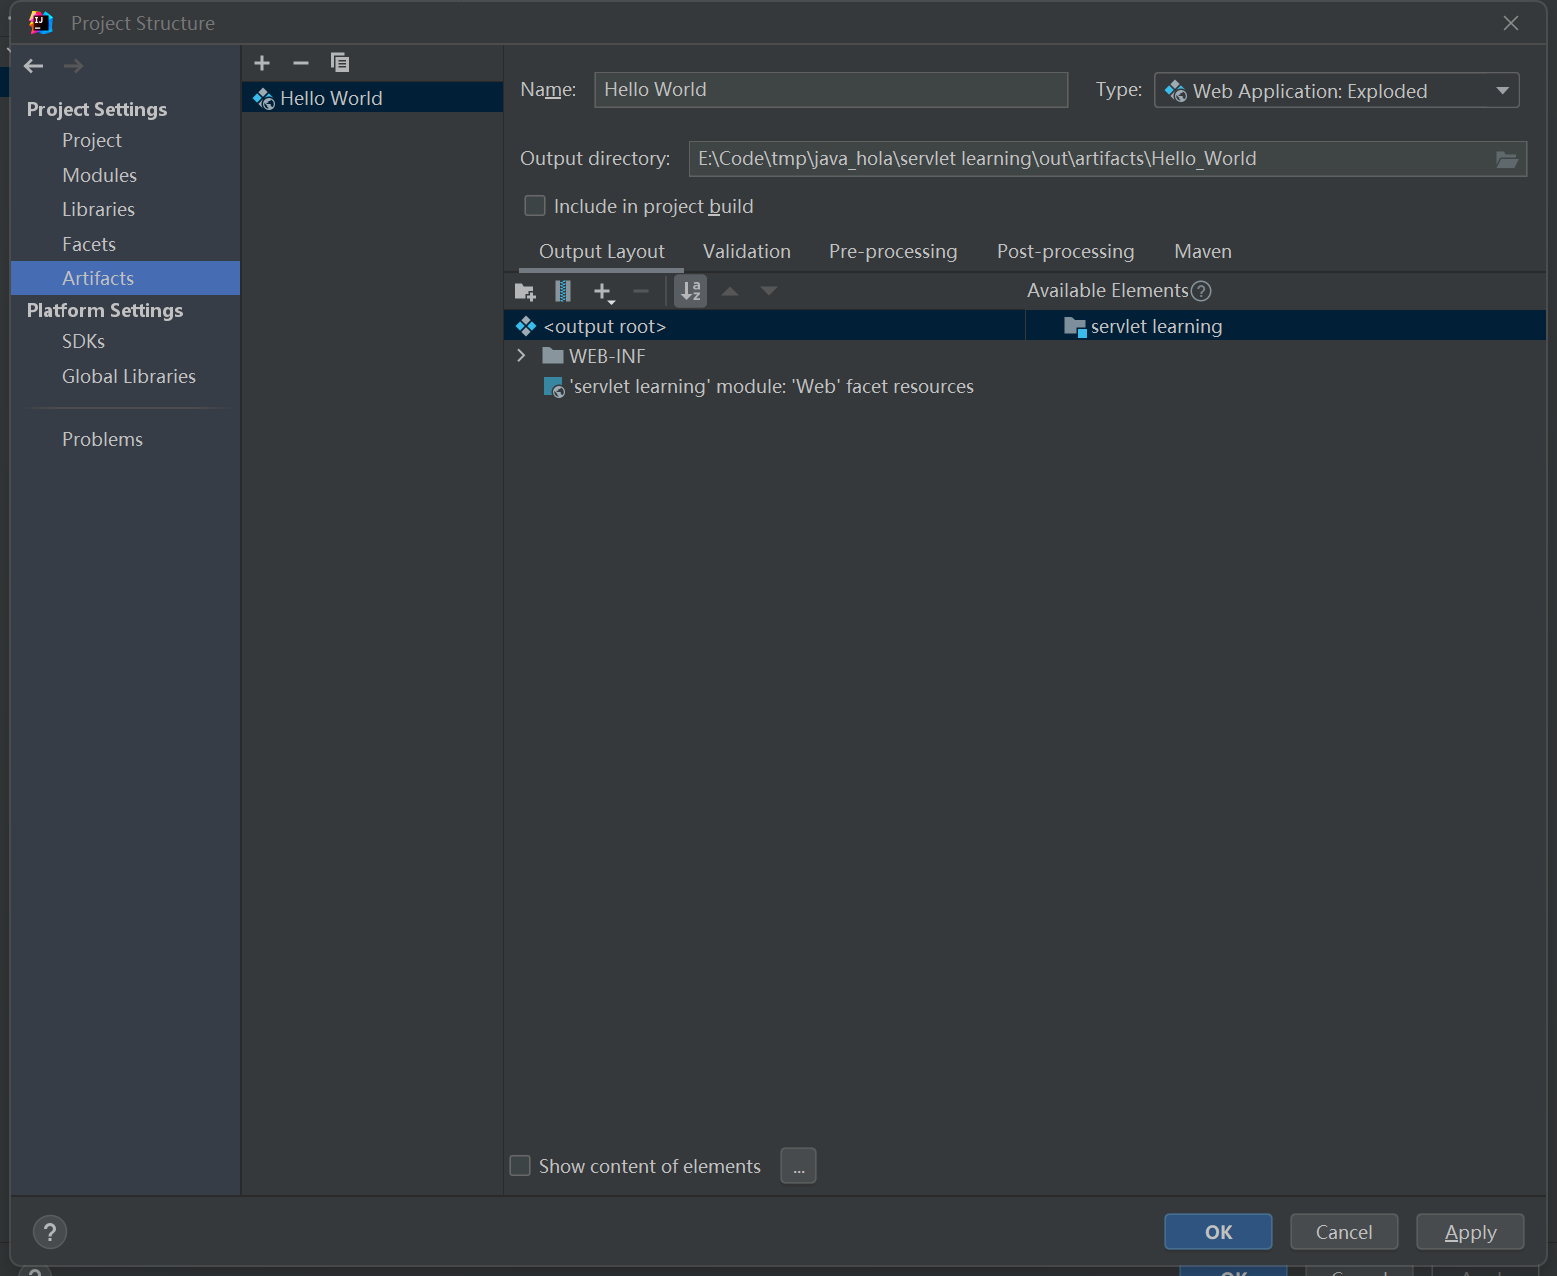 Project Structure
Project Settings
Project
Modules
Libraries
Facets
Artifacts
Platform Settings
SDKs
Global Libraries
Problems
Hello World
Name: Hello World Type: Web Application: Exploded
Output directory: E:\Code\tmp\java_hola\servlet learning\out\artifacts\Hello_World
Include in project build
Output Layout Validation Pre-processing Post-processing Maven
Available Elements ?
<output root> servlet learning
WEB-INF
'servlet learning' module: 'Web' facet resources
Show content of elements ...
? OK Cancel Apply